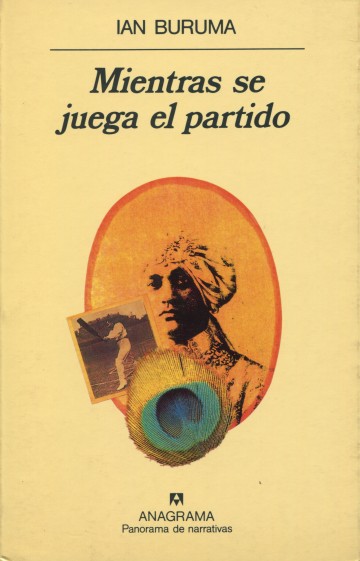 IAN BURUMA
Mientras se
juega el partido
ANAGRAMA
Panorama de narrativas